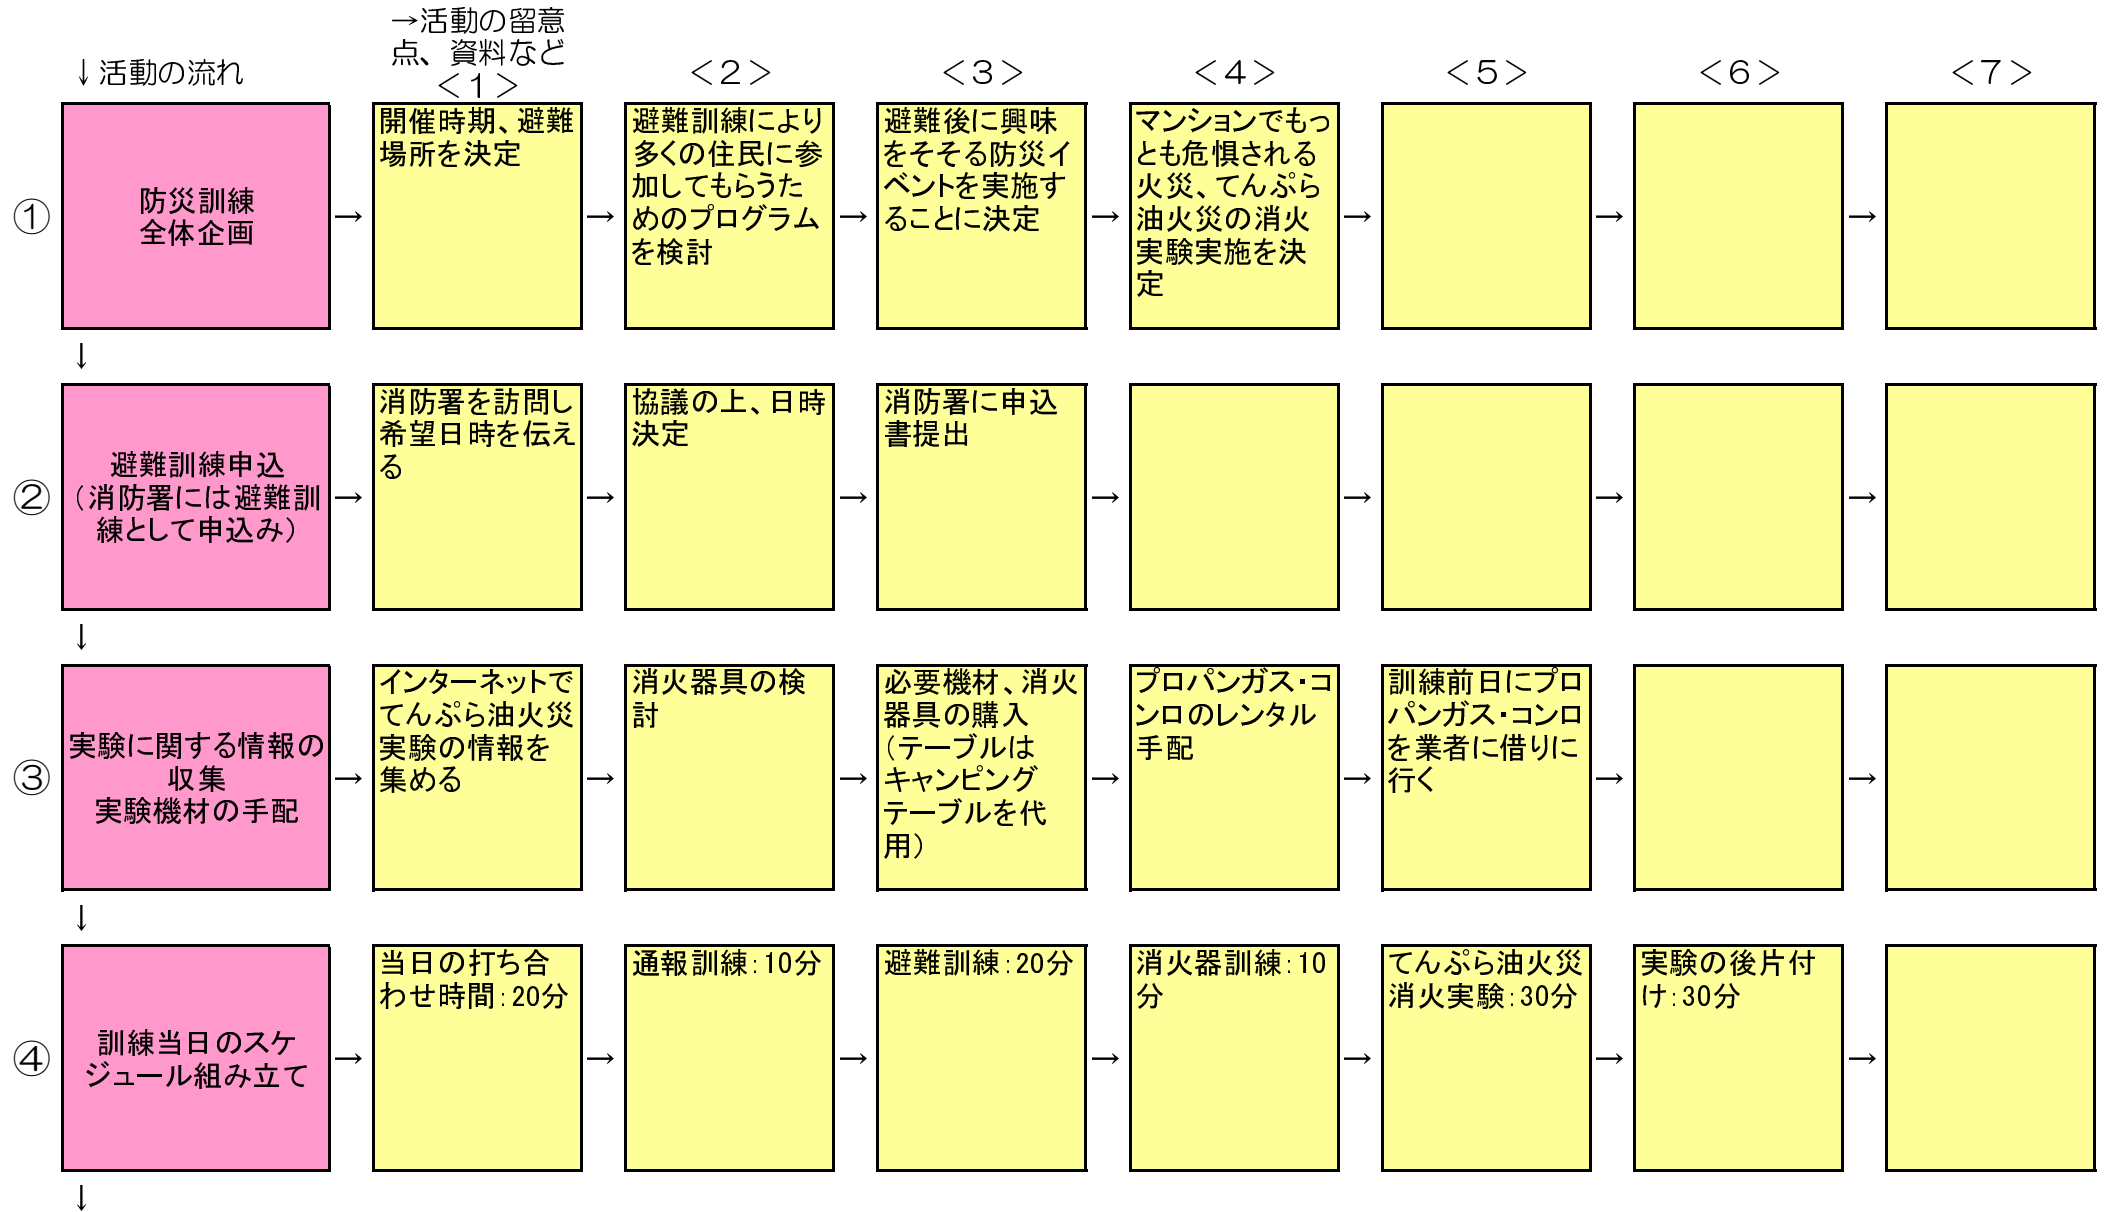 →活動の留意
点、資料など
↓活動の流れ
＜１＞
＜２＞
＜３＞
＜４＞
＜５＞
＜６＞
＜７＞
①
防災訓練
全体企画
→
開催時期、避難
場所を決定
→
避難訓練により
多くの住民に参
加してもらうた
めのプログラム
を検討
→
避難後に興味
をそそる防災イ
ベントを実施す
ることに決定
→
マンションでもっ
とも危惧される
火災、てんぷら
油火災の消火
実験実施を決
定
→
→
→
↓
②
避難訓練申込
（消防署には避難訓
練として申込み）
→
消防署を訪問し
希望日時を伝え
る
→
協議の上、日時
決定
→
消防署に申込
書提出
→
→
→
→
↓
③
実験に関する情報の
収集
実験機材の手配
→
インターネットで
てんぷら油火災
実験の情報を
集める
→
消火器具の検
討
→
必要機材、消火
器具の購入
（テーブルは
キャンピング
テーブルを代
用）
→
プロパンガス・コ
ンロのレンタル
手配
→
訓練前日にプロ
パンガス・コンロ
を業者に借りに
行く
→
→
↓
④
訓練当日のスケ
ジュール組み立て
→
当日の打ち合
わせ時間：20分
→
通報訓練：10分
→
避難訓練：20分
→
消火器訓練：10
分
→
てんぷら油火災
消火実験：30分
→
実験の後片付
け：30分
→
↓